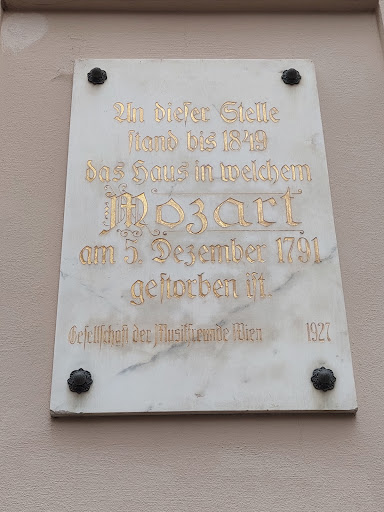 An dieser Stelle
stand bis 1849
das Haus in welchem
Mozart
am 5. Dezember 1791
gestorben ist.
Gesellschaft der Musikfreunde Wien 1927